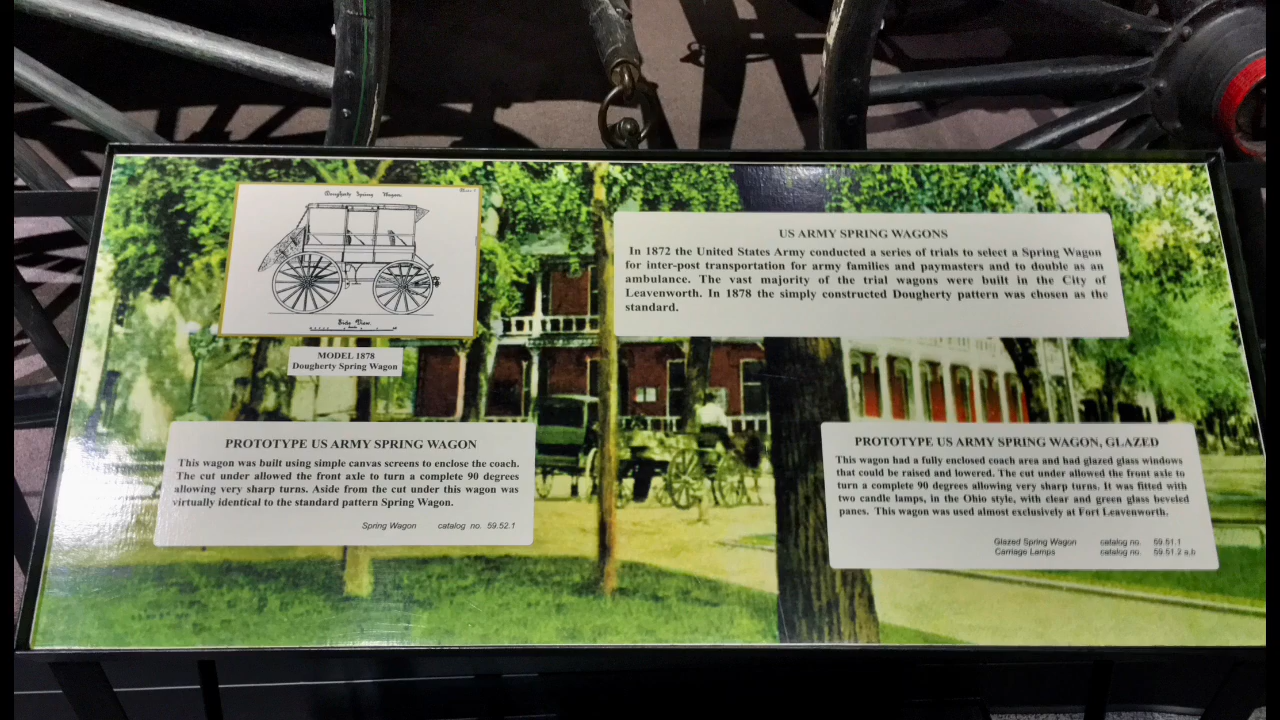 Dougherty Spring Wagon.
Side View.
MODEL 1878
Dougherty Spring Wagon
US ARMY SPRING WAGONS
In 1872 the United States Army conducted a series of trials to select a Spring Wagon
for inter-post transportation for army families and paymasters and to double as an
ambulance. The vast majority of the trial wagons were built in the City of
Leavenworth. In 1878 the simply constructed Dougherty pattern was chosen as the
standard.
PROTOTYPE US ARMY SPRING WAGON
This wagon was built using simple canvas screens to enclose the coach.
The cut under allowed the front axle to turn a complete 90 degrees
allowing very sharp turns. Aside from the cut under this wagon was
virtually identical to the standard pattern Spring Wagon.
Spring Wagon catalog no. 59.52.1
PROTOTYPE US ARMY SPRING WAGON, GLAZED
This wagon had a fully enclosed coach area and had glazed glass windows
that could be raised and lowered. The cut under allowed the front axle to
turn a complete 90 degrees allowing very sharp turns. It was fitted with
two candle lamps, in the Ohio style, with clear and green glass beveled
panes. This wagon was used almost exclusively at Fort Leavenworth.
Glazed Spring Wagon catalog no. 59.51.1
Carriage Lamps catalog no. 59.51.2 a,b